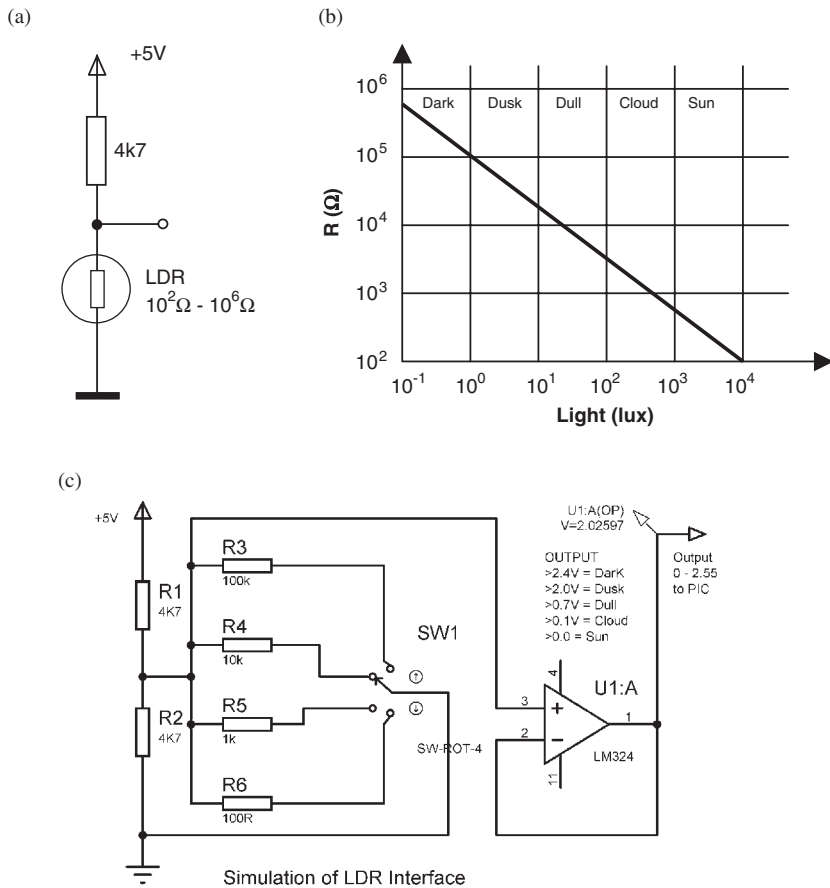 (a)
+5V
4k7
LDR
10²Ω - 10⁶Ω
(b)
R (Ω)
10⁶
10⁵
10⁴
10³
10²
Dark
Dusk
Dull
Cloud
Sun
10⁻¹
10⁰
10¹
10²
10³
10⁴
Light (lux)
(c)
+5V
R1
4K7
R2
4K7
R3
100k
R4
10k
R5
1k
R6
100R
SW1
SW-ROT-4
U1:A(OP)
V=2.02597
OUTPUT
>2.4V = DarK
>2.0V = Dusk
>0.7V = Dull
>0.1V = Cloud
>0.0 = Sun
Output
0 - 2.55
to PIC
4
U1:A
3
+
2
−
1
11
LM324
Simulation of LDR Interface